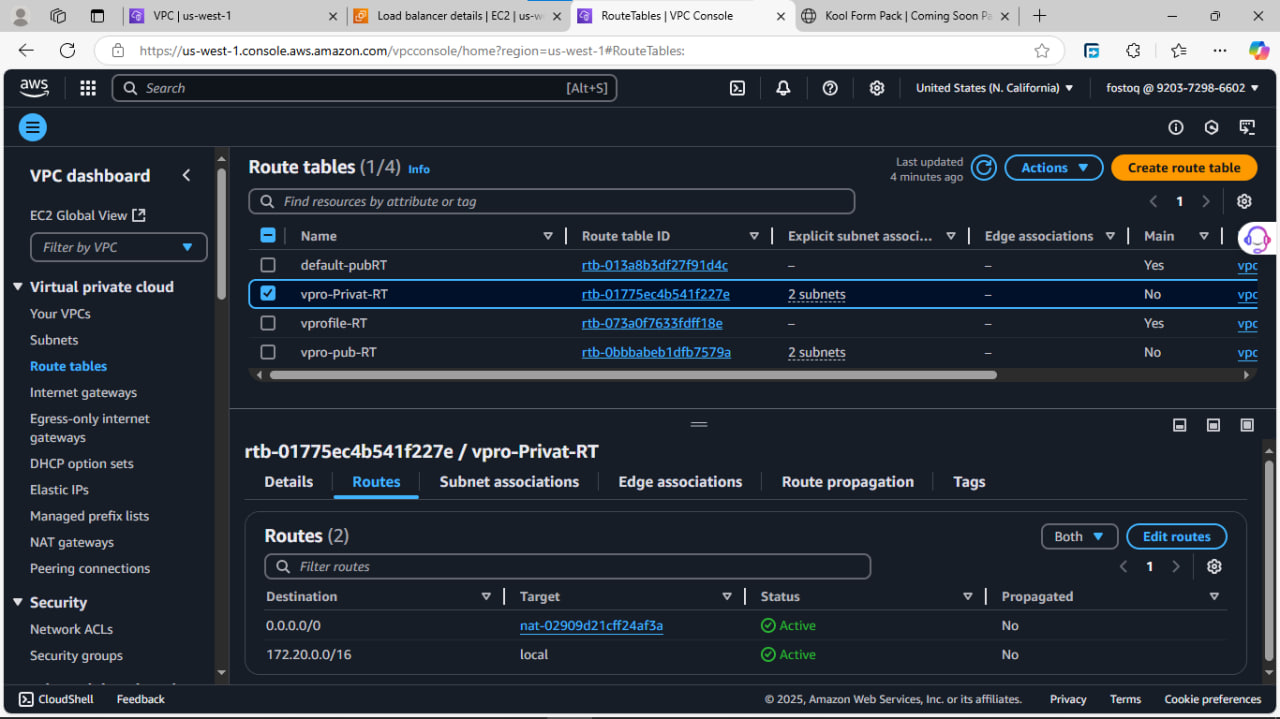 VPC | us-west-1
Load balancer details | EC2 | us-w
RouteTables | VPC Console
Kool Form Pack | Coming Soon Pa
https://us-west-1.console.aws.amazon.com/vpcconsole/home?region=us-west-1#RouteTables:
aws
Search [Alt+S]
United States (N. California)
fostoq @ 9203-7298-6602
VPC dashboard
EC2 Global View
Filter by VPC
Virtual private cloud
Your VPCs
Subnets
Route tables
Internet gateways
Egress-only internet
gateways
DHCP option sets
Elastic IPs
Managed prefix lists
NAT gateways
Peering connections
Security
Network ACLs
Security groups
Route tables (1/4) Info
Last updated
4 minutes ago
Actions
Create route table
Find resources by attribute or tag
1
Name Route table ID Explicit subnet associ... Edge associations Main
default-pubRT rtb-013a8b3df27f91d4c – – Yes vpc
vpro-Privat-RT rtb-01775ec4b541f227e 2 subnets – No vpc
vprofile-RT rtb-073a0f7633fdff18e – – Yes vpc
vpro-pub-RT rtb-0bbbabeb1dfb7579a 2 subnets – No vpc
rtb-01775ec4b541f227e / vpro-Privat-RT
Details Routes Subnet associations Edge associations Route propagation Tags
Routes (2)
Both
Edit routes
Filter routes
1
Destination Target Status Propagated
0.0.0.0/0 nat-02909d21cff24af3a Active No
172.20.0.0/16 local Active No
CloudShell Feedback © 2025, Amazon Web Services, Inc. or its affiliates. Privacy Terms Cookie preferences